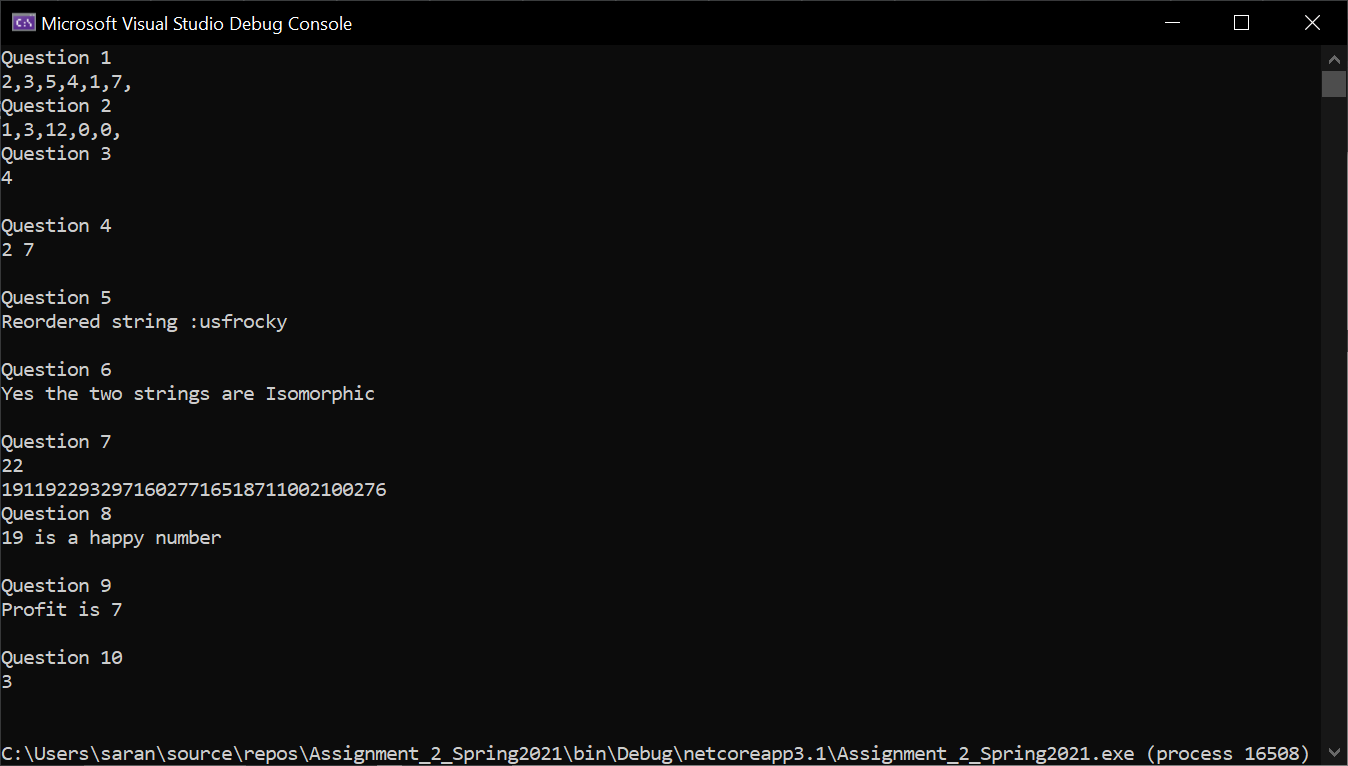 Microsoft Visual Studio Debug Console
Question 1
2,3,5,4,1,7,
Question 2
1,3,12,0,0,
Question 3
4
Question 4
2 7
Question 5
Reordered string :usfrocky
Question 6
Yes the two strings are Isomorphic
Question 7
22
19119229329716027716518711002100276
Question 8
19 is a happy number
Question 9
Profit is 7
Question 10
3
C:\Users\saran\source\repos\Assignment_2_Spring2021\bin\Debug\netcoreapp3.1\Assignment_2_Spring2021.exe (process 16508)